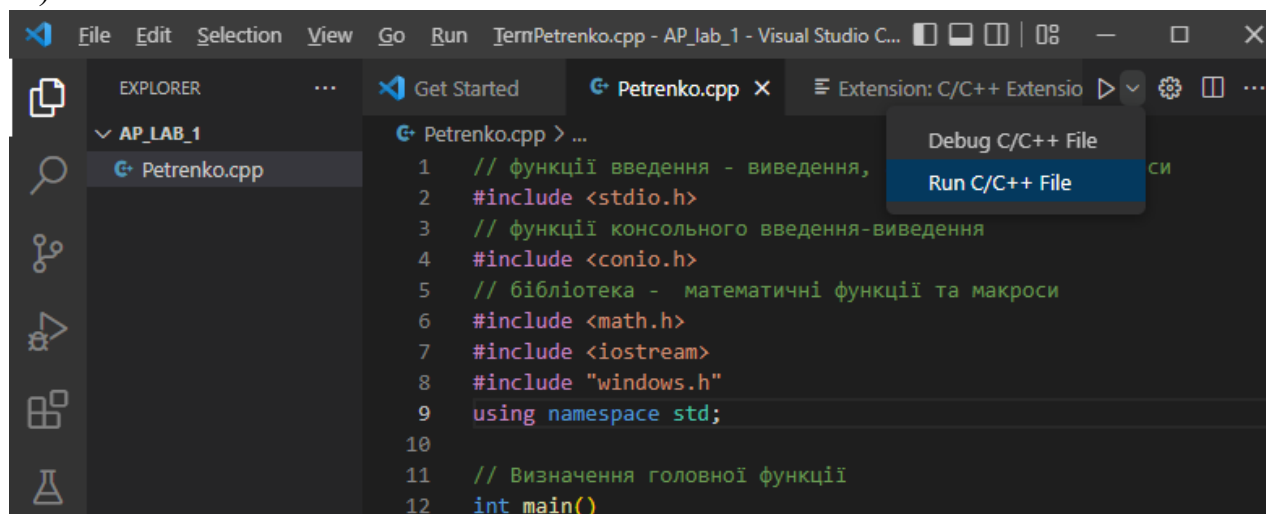 File Edit Selection View Go Run Petrenko.cpp - AP_lab_1 - Visual Studio C...
EXPLORER ...
Get Started Petrenko.cpp Extension: C/C++ Extensio ...
AP_LAB_1
Petrenko.cpp
Petrenko.cpp > ...
Debug C/C++ File
Run C/C++ File
1 // функції введення - виведення, си
2 #include <stdio.h>
3 // функції консольного введення-виведення
4 #include <conio.h>
5 // бібліотека - математичні функції та макроси
6 #include <math.h>
7 #include <iostream>
8 #include "windows.h"
9 using namespace std;
10
11 // Визначення головної функції
12 int main()